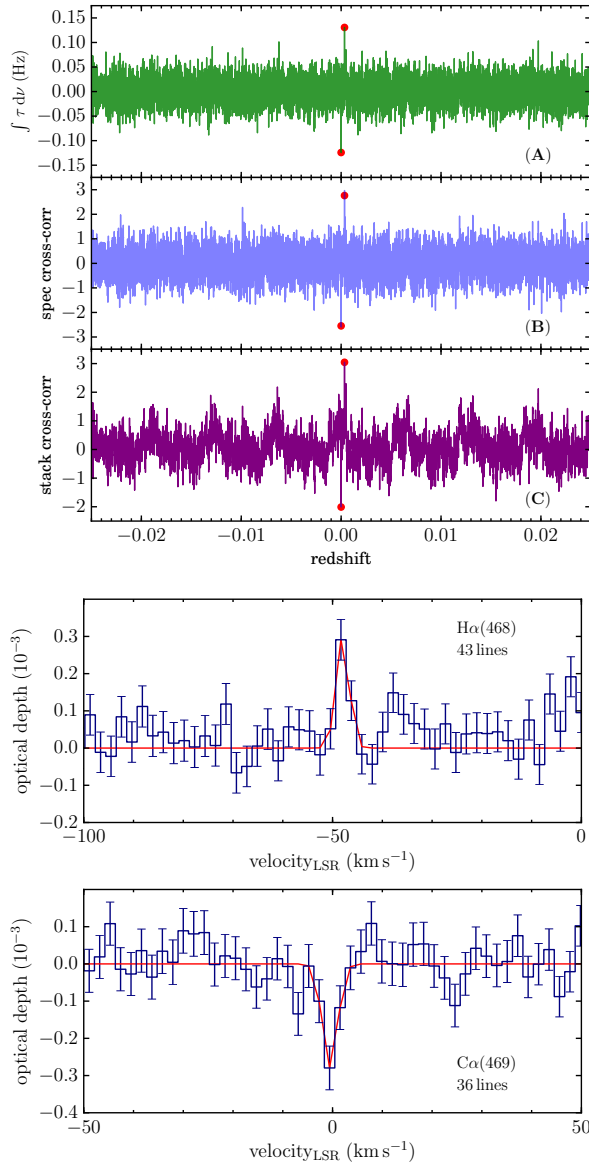 0.15
0.10
0.05
0.00
−0.05
−0.10
−0.15
∫ τ dν (Hz)
(A)
3
2
1
0
−1
−2
−3
spec cross-corr
(B)
3
2
1
0
−1
−2
stack cross-corr
(C)
−0.02 −0.01 0.00 0.01 0.02
redshift
0.3
0.2
0.1
0.0
−0.1
−0.2
optical depth (10⁻³)
Hα(468)
43 lines
−100 −50 0
velocity_LSR (km s⁻¹)
0.1
0.0
−0.1
−0.2
−0.3
−0.4
optical depth (10⁻³)
Cα(469)
36 lines
−50 0 50
velocity_LSR (km s⁻¹)